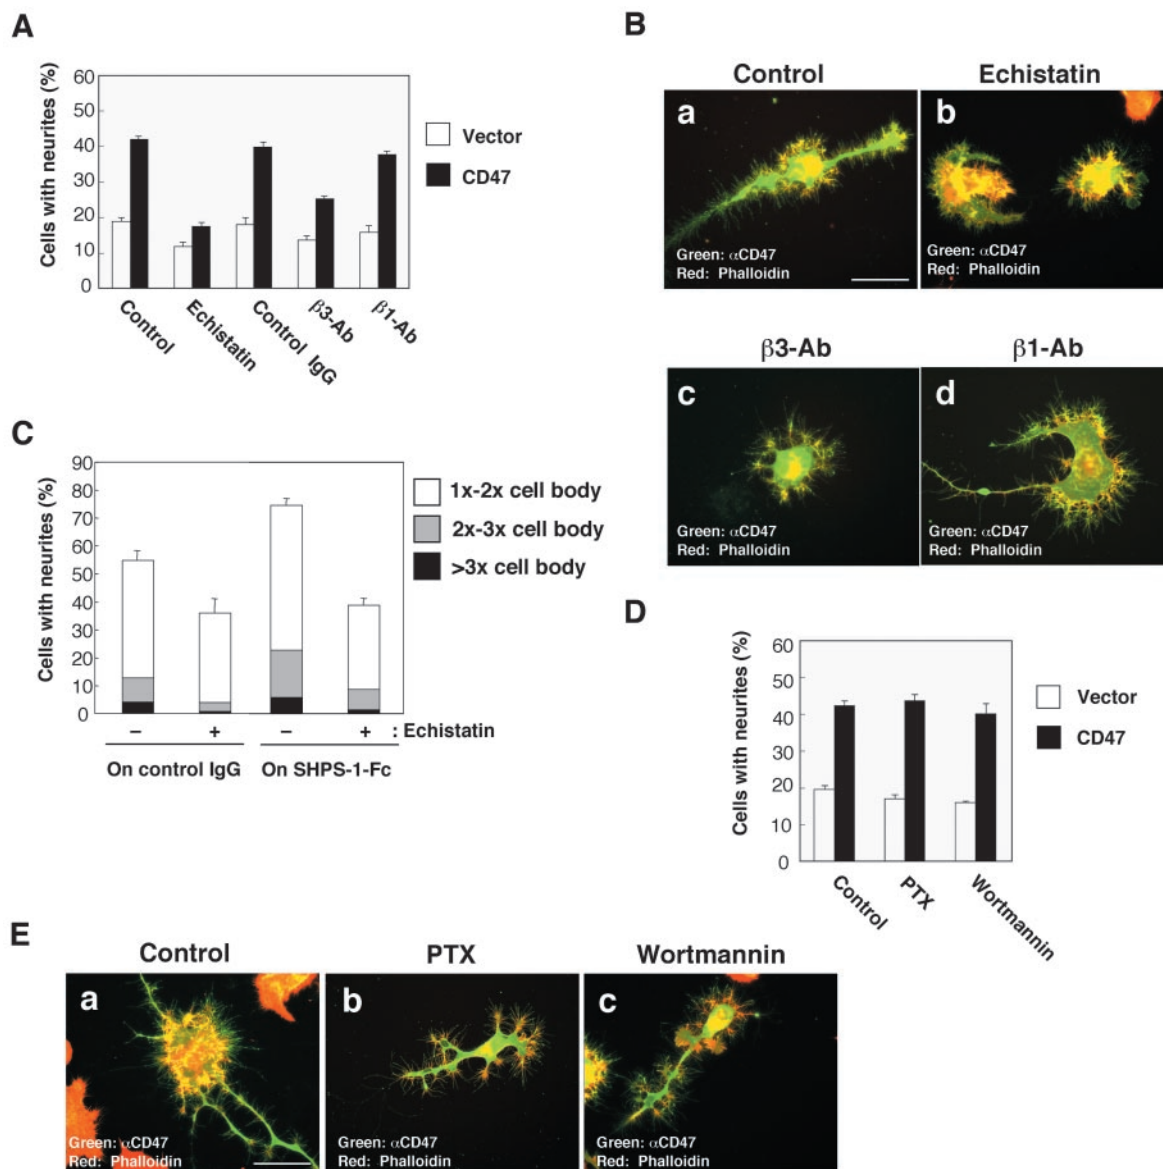 A
Cells with neurites (%)
60
50
40
30
20
10
0
Control
Echistatin
Control IgG
β3-Ab
β1-Ab
Vector
CD47
B
Control
Echistatin
a
Green: αCD47
Red: Phalloidin
b
Green: αCD47
Red: Phalloidin
β3-Ab
β1-Ab
c
Green: αCD47
Red: Phalloidin
d
Green: αCD47
Red: Phalloidin
C
Cells with neurites (%)
90
80
70
60
50
40
30
20
10
0
1x-2x cell body
2x-3x cell body
>3x cell body
− + − + : Echistatin
On control IgG On SHPS-1-Fc
D
Cells with neurites (%)
60
50
40
30
20
10
0
Control
PTX
Wortmannin
Vector
CD47
E
Control
PTX
Wortmannin
a
Green: αCD47
Red: Phalloidin
b
Green: αCD47
Red: Phalloidin
c
Green: αCD47
Red: Phalloidin